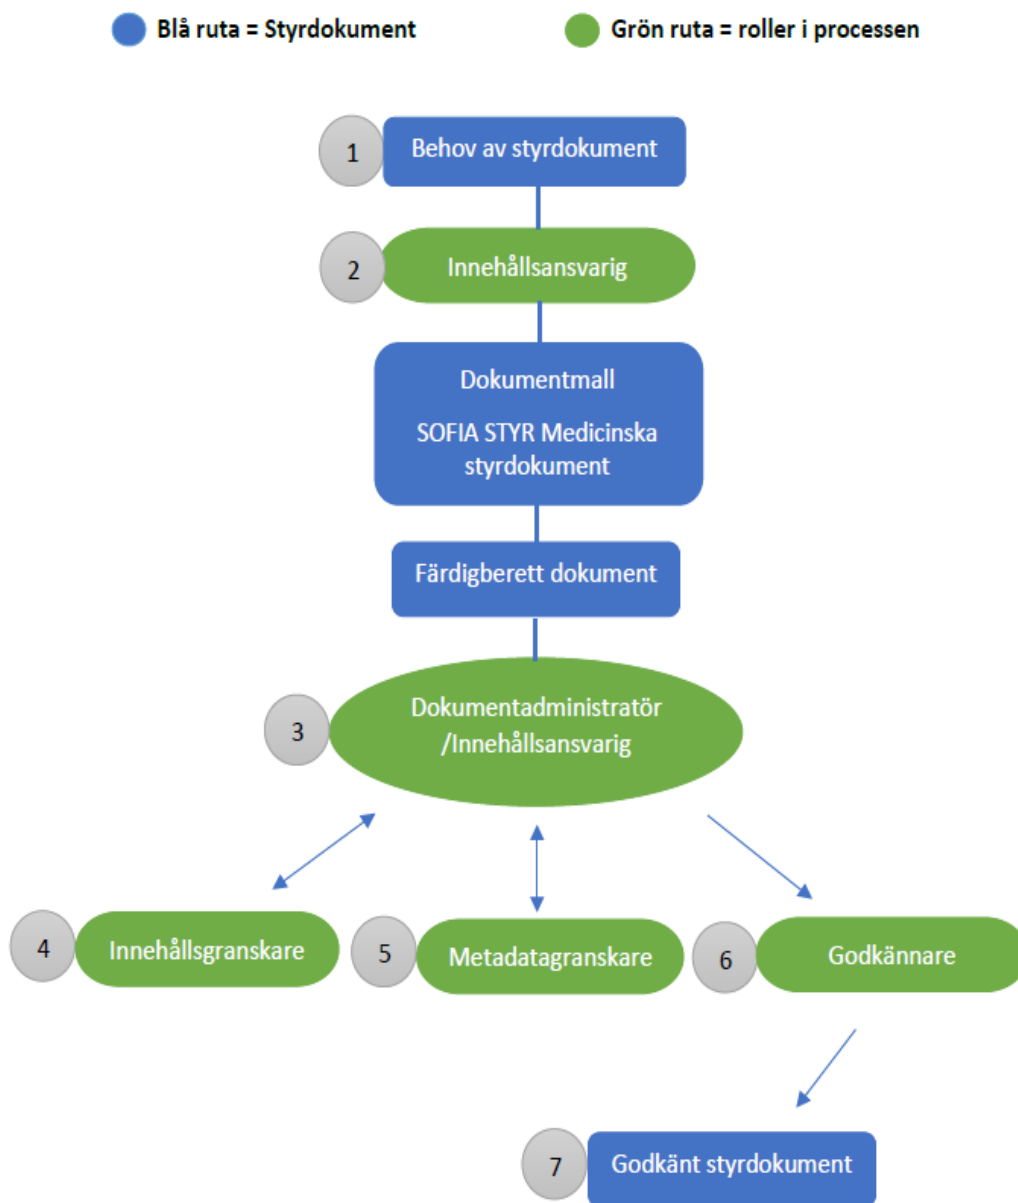 Blå ruta = Styrdokument
Grön ruta = roller i processen
1
Behov av styrdokument
2
Innehållsansvarig
Dokumentmall
SOFIA STYR Medicinska
styrdokument
Färdigberett dokument
3
Dokumentadministratör
/Innehållsansvarig
4
Innehållsgranskare
5
Metadatagranskare
6
Godkännare
7
Godkänt styrdokument